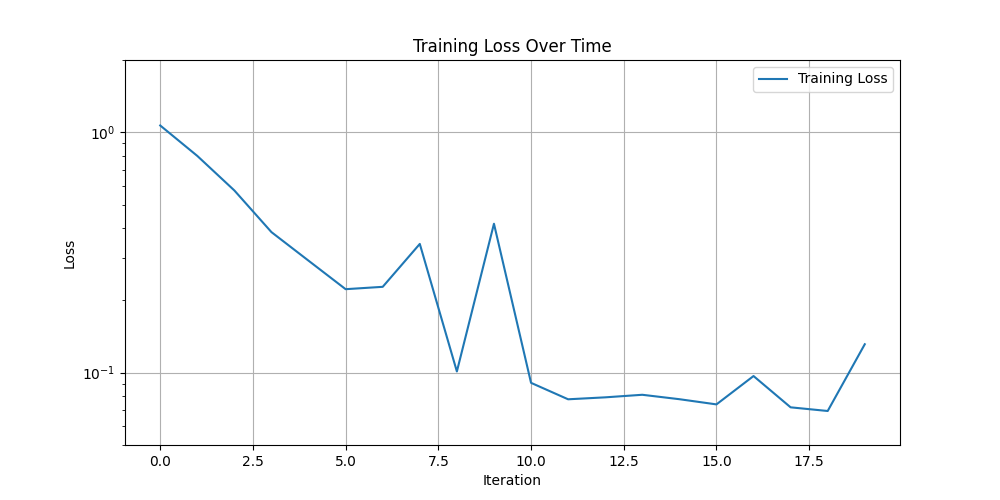 Training Loss Over Time
Training Loss
10⁰
10⁻¹
Loss
0.0 2.5 5.0 7.5 10.0 12.5 15.0 17.5
Iteration